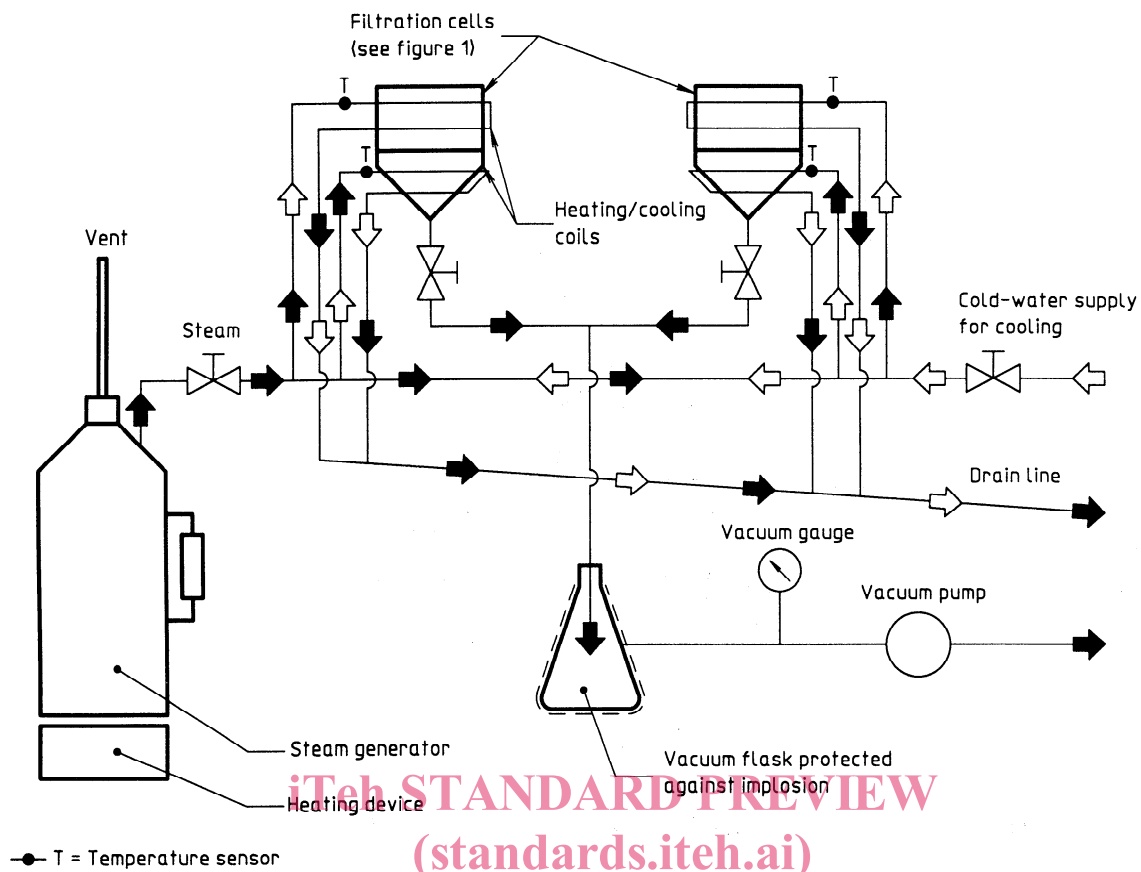 Filtration cells
(see figure 1)
T
T
T
T
Heating/cooling
coils
Vent
Steam
Cold-water supply
for cooling
Drain line
Vacuum gauge
Vacuum pump
Steam generator
Vacuum flask protected
against implosion
Heating device
iTeh STANDARD PREVIEW
(standards.iteh.ai)
T = Temperature sensor